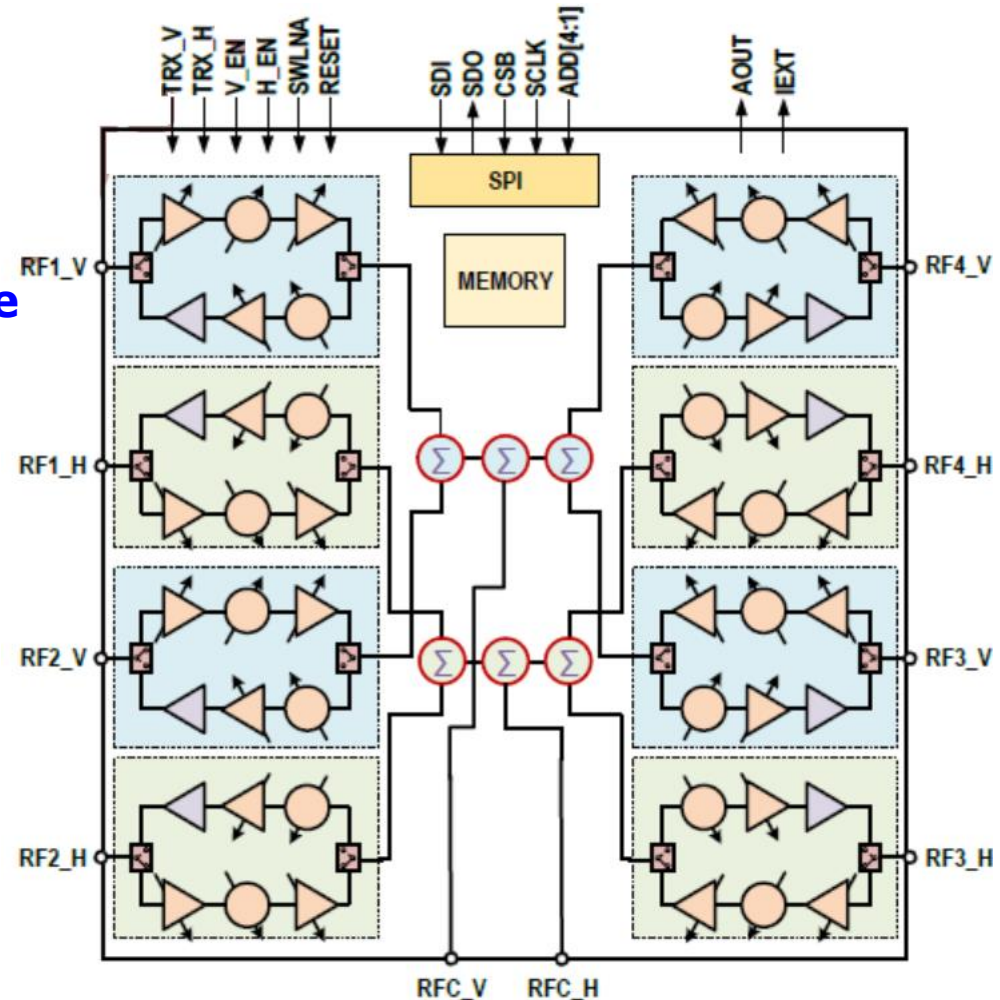 TRX_V
TRX_H
V_EN
H_EN
SWLNA
RESET
SDI
SDO
CSB
SCLK
ADD[4:1]
AOUT
IEXT
SPI
MEMORY
RF1_V
RF4_V
e
RF1_H
RF4_H
Σ Σ Σ
RF2_V
RF3_V
Σ Σ Σ
RF2_H
RF3_H
RFC_V
RFC_H